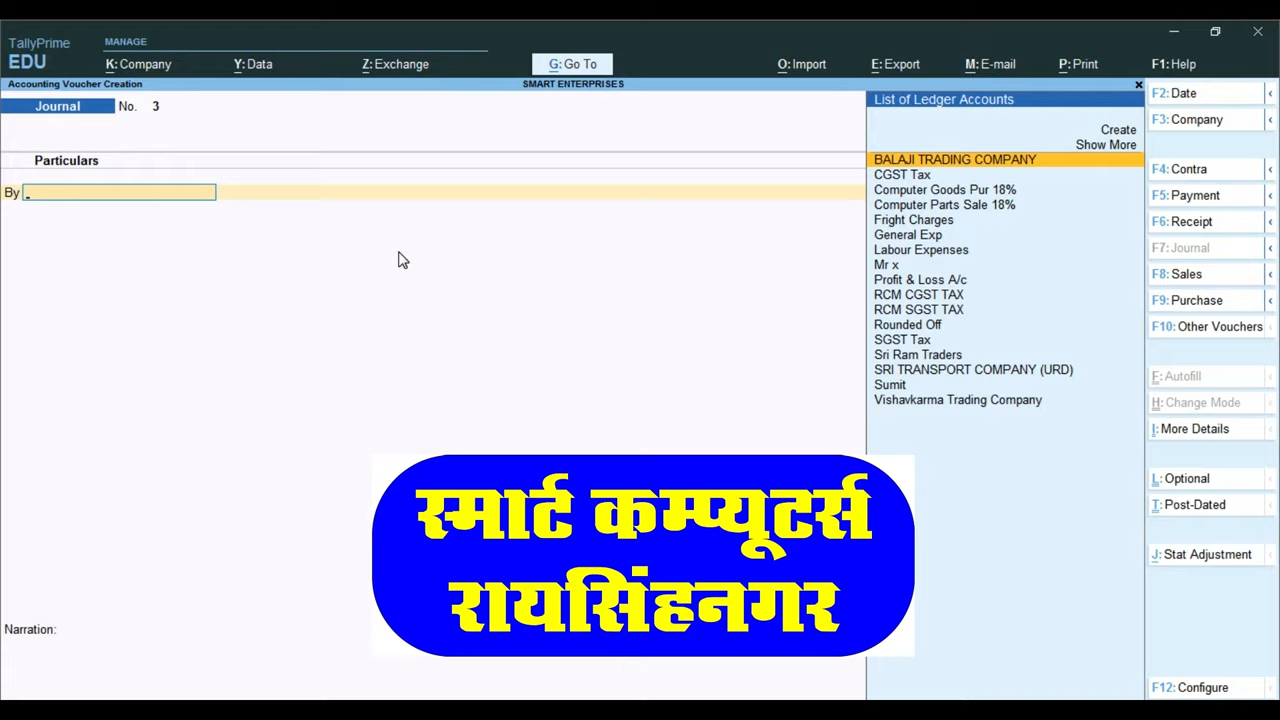 TallyPrime
EDU
MANAGE
K: Company
Y: Data
Z: Exchange
G: Go To
O: Import
E: Export
M: E-mail
P: Print
F1: Help
Accounting Voucher Creation
SMART ENTERPRISES
Journal No. 3
Particulars
By
List of Ledger Accounts
Create
Show More
BALAJI TRADING COMPANY
CGST Tax
Computer Goods Pur 18%
Computer Parts Sale 18%
Fright Charges
General Exp
Labour Expenses
Mr x
Profit & Loss A/c
RCM CGST TAX
RCM SGST TAX
Rounded Off
SGST Tax
Sri Ram Traders
SRI TRANSPORT COMPANY (URD)
Sumit
Vishavkarma Trading Company
F2: Date
F3: Company
F4: Contra
F5: Payment
F6: Receipt
F7: Journal
F8: Sales
F9: Purchase
F10: Other Vouchers
F: Autofill
H: Change Mode
I: More Details
L: Optional
T: Post-Dated
J: Stat Adjustment
F12: Configure
स्मार्ट कम्प्यूटर्स
रायसिंहनगर
Narration: